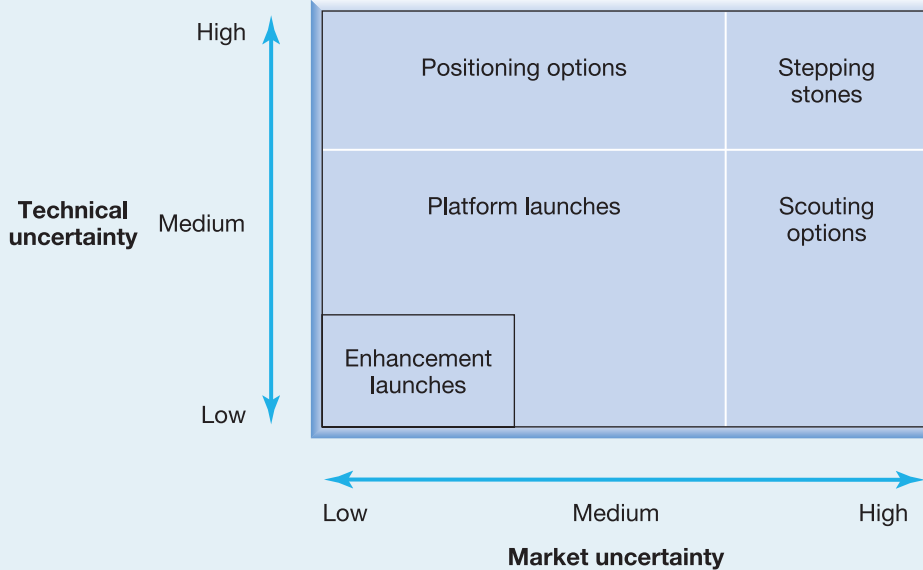 High
Positioning options
Stepping
stones
Technical
uncertainty
Medium
Platform launches
Scouting
options
Enhancement
launches
Low
Low
Medium
High
Market uncertainty